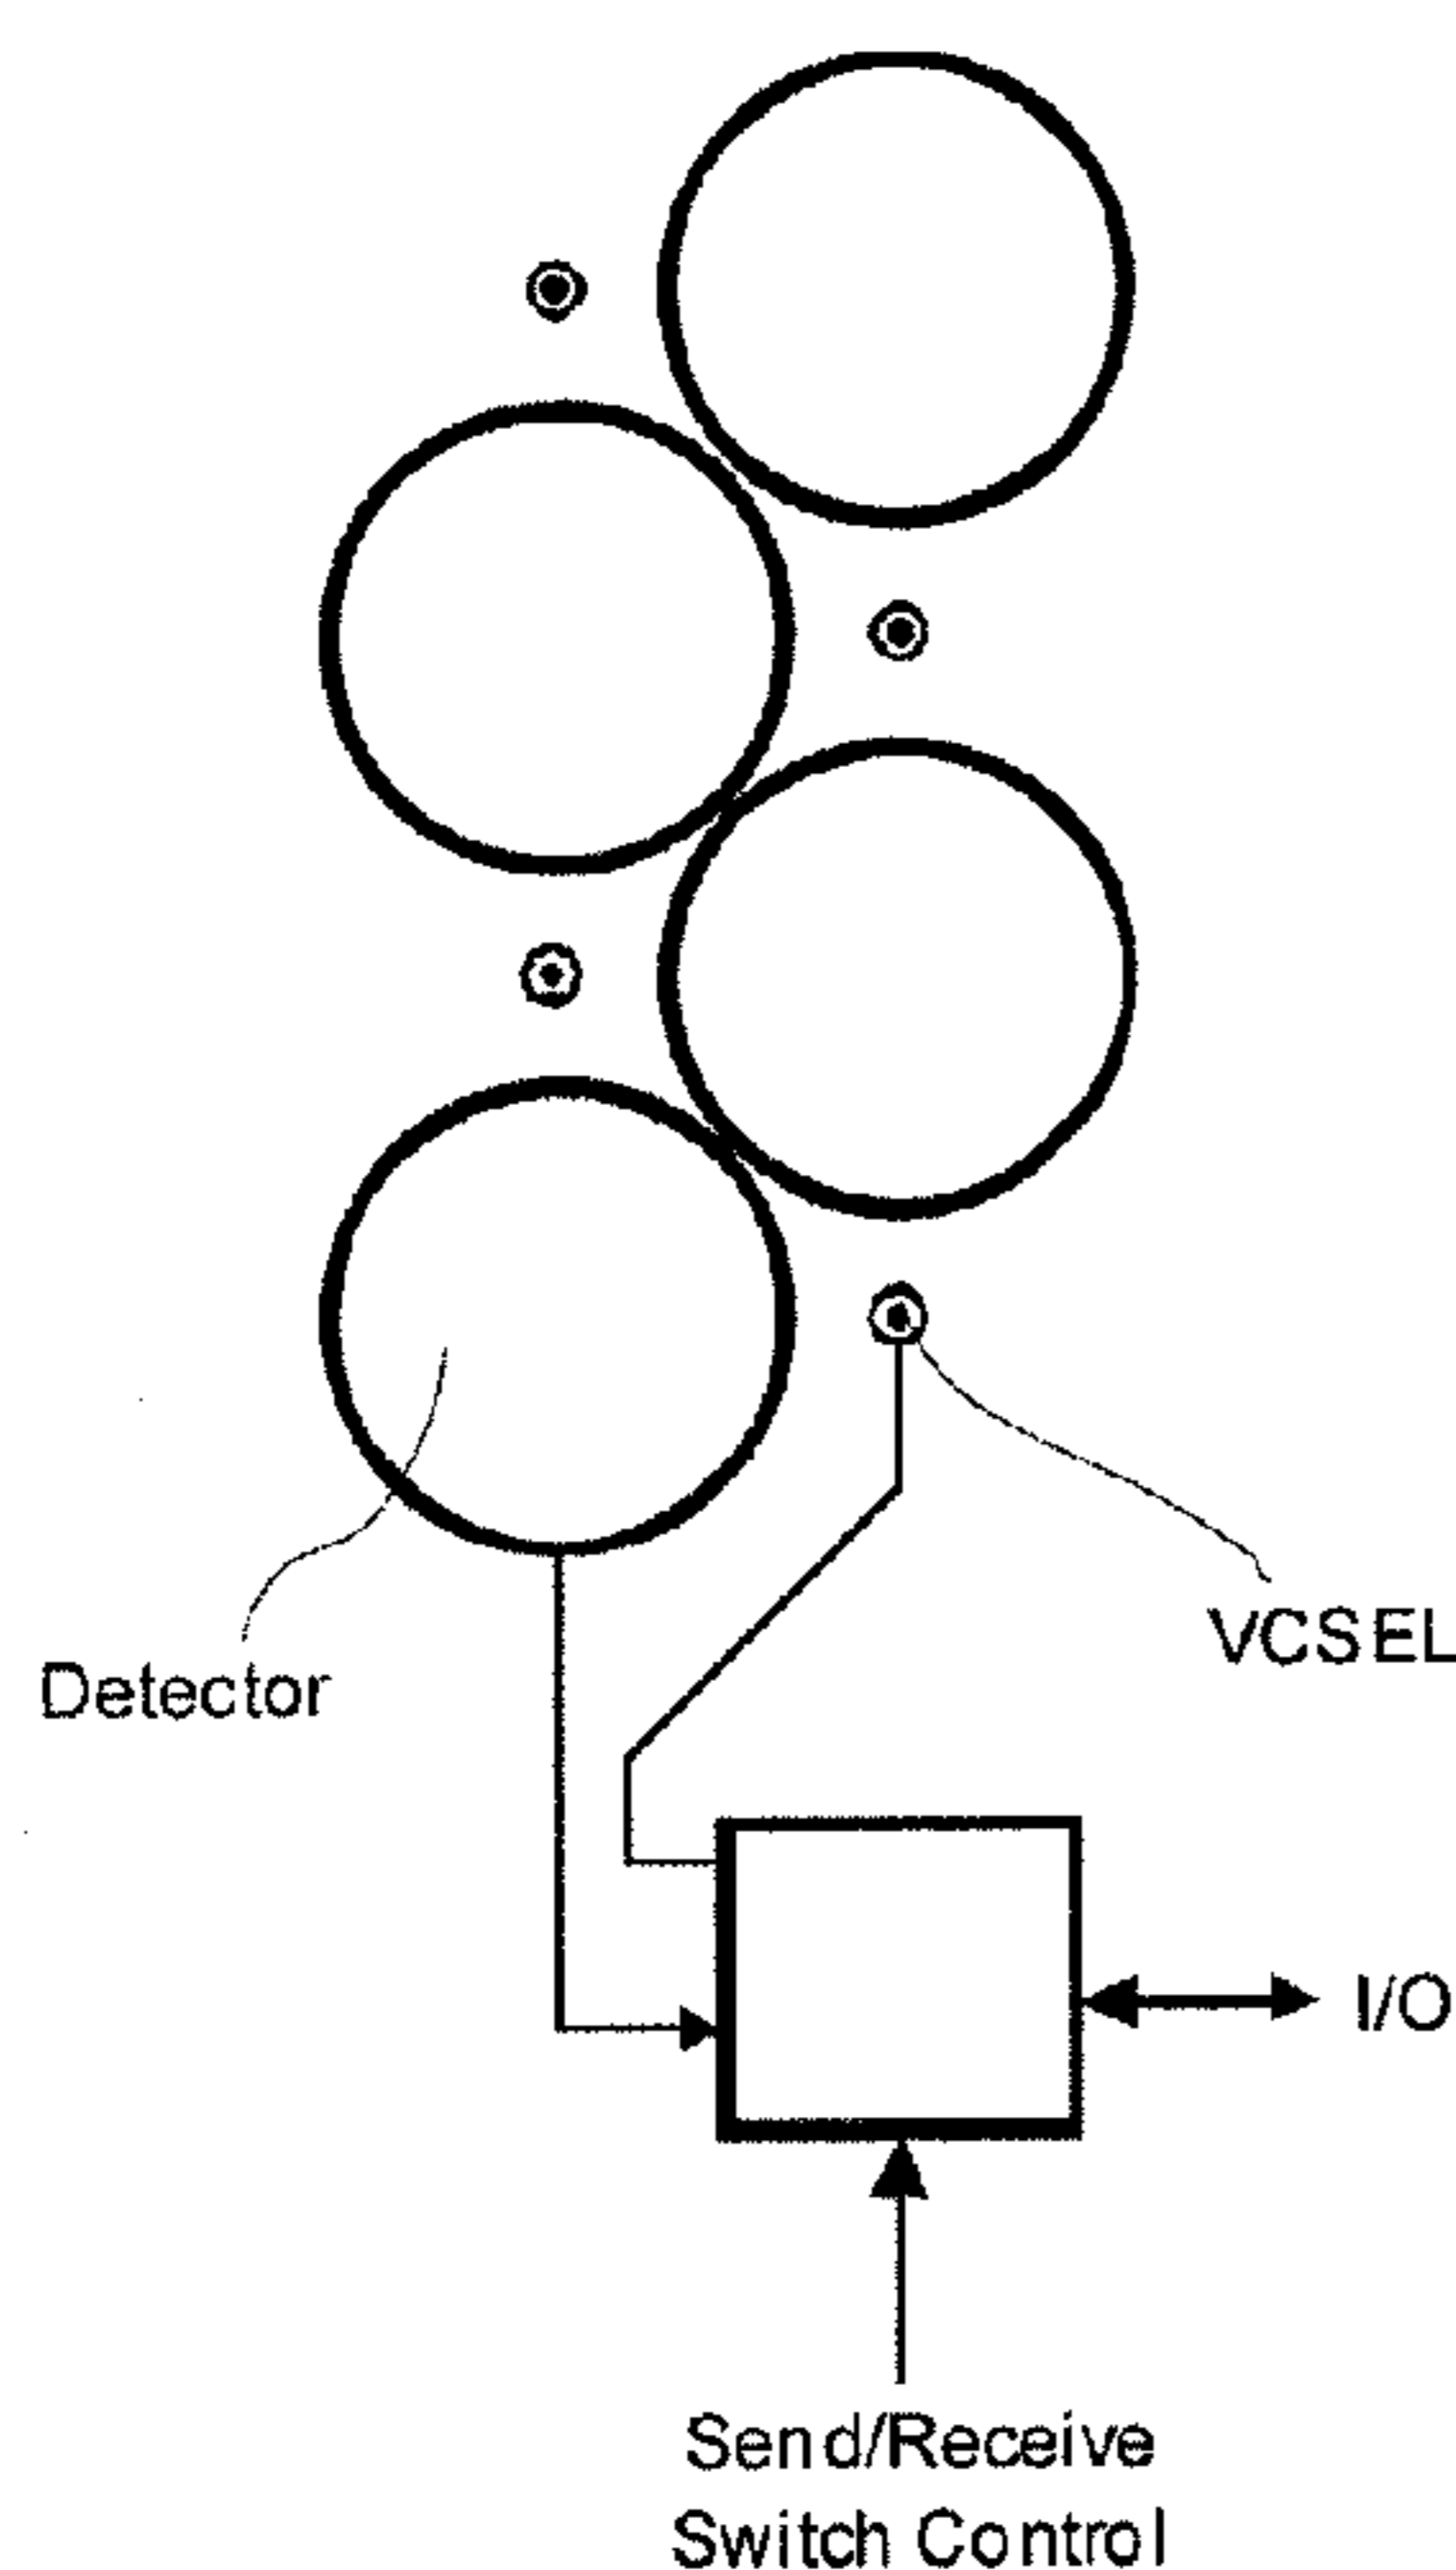 VCSEL
Detector
I/O
Send/Receive
Switch Control